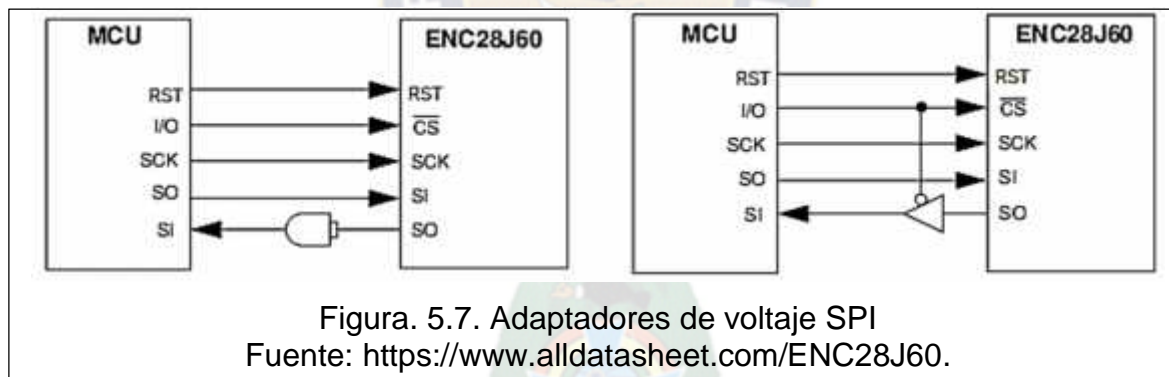 MCU
ENC28J60
RST
RST
I/O
CS
SCK
SCK
SO
SI
SI
SO
MCU
ENC28J60
RST
RST
I/O
CS
SCK
SCK
SO
SI
SI
SO
Figura. 5.7. Adaptadores de voltaje SPI
Fuente: https://www.alldatasheet.com/ENC28J60.